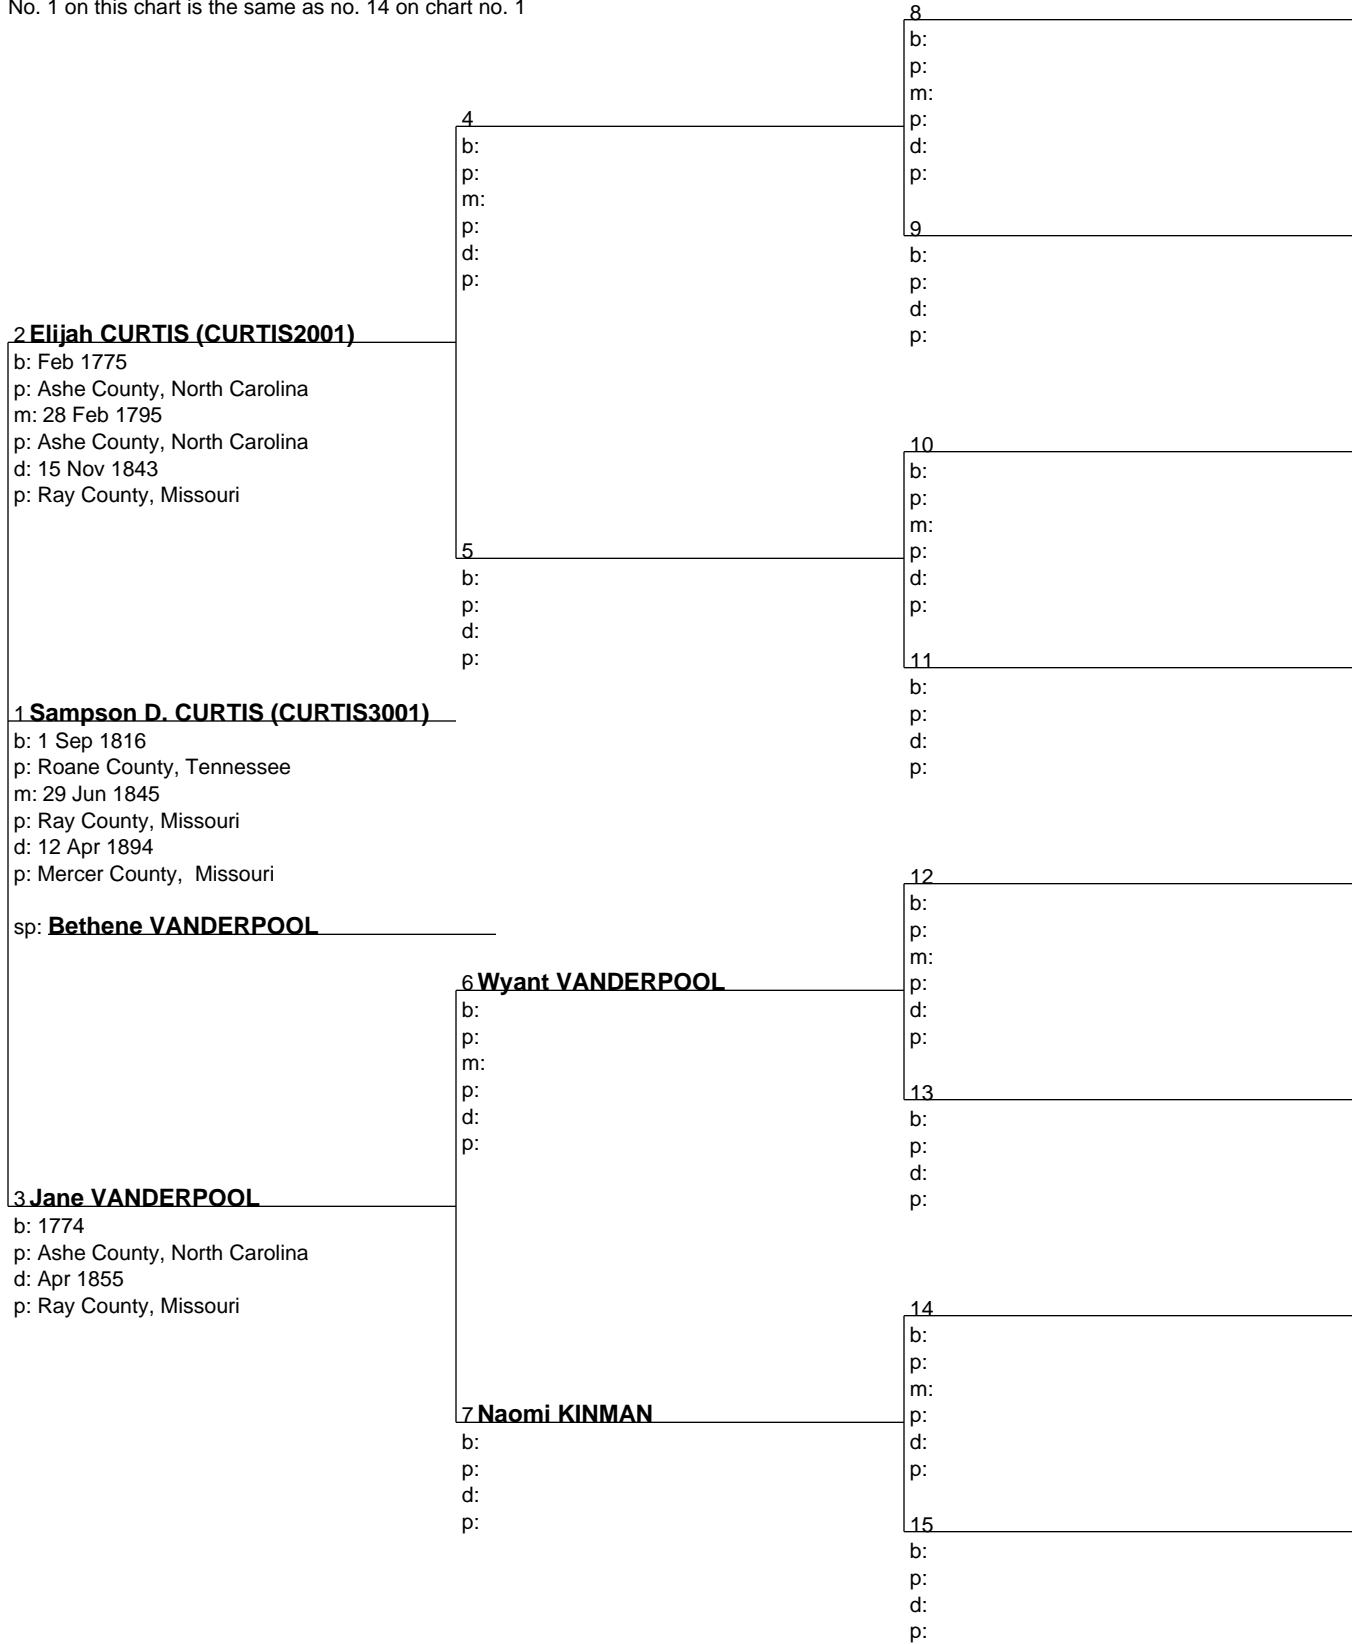 No. 1 on this chart is the same as no. 14 on chart no. 1
8
b:
p:
m:
p:
d:
p:
4
b:
p:
m:
p:
d:
p:
9
b:
p:
d:
p:
2 Elijah CURTIS (CURTIS2001)
b: Feb 1775
p: Ashe County, North Carolina
m: 28 Feb 1795
p: Ashe County, North Carolina
d: 15 Nov 1843
p: Ray County, Missouri
10
b:
p:
m:
p:
d:
p:
5
b:
p:
d:
p:
11
b:
p:
d:
p:
1 Sampson D. CURTIS (CURTIS3001)
b: 1 Sep 1816
p: Roane County, Tennessee
m: 29 Jun 1845
p: Ray County, Missouri
d: 12 Apr 1894
p: Mercer County,  Missouri
sp: Bethene VANDERPOOL
12
b:
p:
m:
p:
d:
p:
6 Wyant VANDERPOOL
b:
p:
m:
p:
d:
p:
13
b:
p:
d:
p:
3 Jane VANDERPOOL
b: 1774
p: Ashe County, North Carolina
d: Apr 1855
p: Ray County, Missouri
14
b:
p:
m:
p:
d:
p:
7 Naomi KINMAN
b:
p:
d:
p:
15
b:
p:
d:
p: